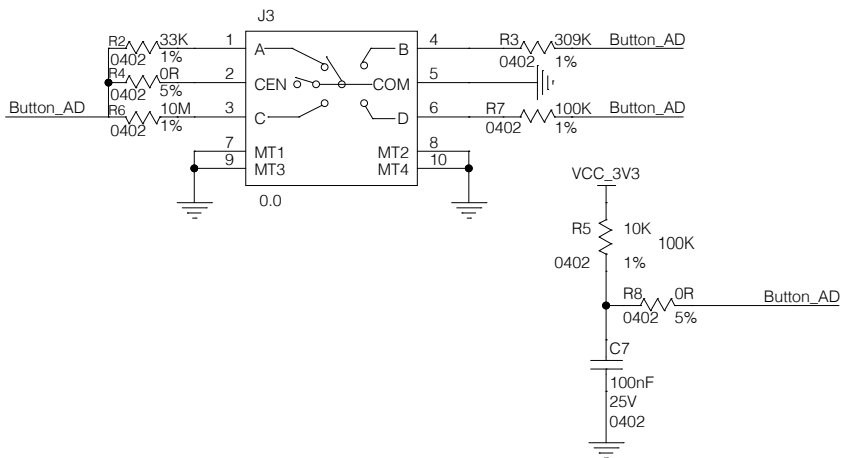 J3
R2 33K 1 A B 4 R3 309K Button_AD
0402 1% 0402 1%
R4 0R 2 CEN COM 5
0402 5%
Button_AD R6 10M 3 C D 6 R7 100K Button_AD
0402 1% 0402 1%
7 MT1 MT2 8
9 MT3 MT4 10
0.0
VCC_3V3
R5 10K 100K
0402 1%
R8 0R Button_AD
0402 5%
C7
100nF
25V
0402